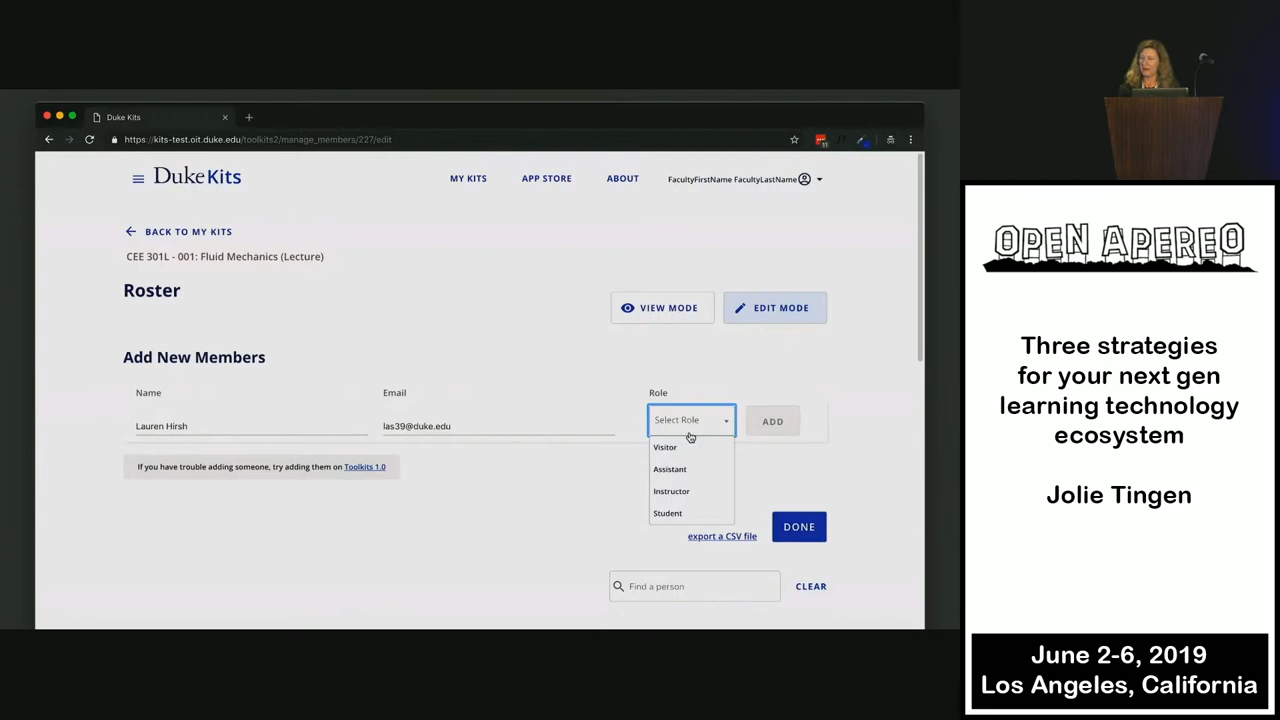 Duke Kits
https://kits-test.oit.duke.edu/toolkits2/manage_members/227/edit
11
DukeKits
MY KITS
APP STORE
ABOUT
FacultyFirstName FacultyLastName
BACK TO MY KITS
CEE 301L - 001: Fluid Mechanics (Lecture)
Roster
VIEW MODE
EDIT MODE
Add New Members
Name
Email
Role
Lauren Hirsh
las39@duke.edu
Select Role
ADD
Visitor
Assistant
Instructor
Student
If you have trouble adding someone, try adding them on Toolkits 1.0
export a CSV file
DONE
Find a person
CLEAR
OPEN APEREO
Three strategies
for your next gen
learning technology
ecosystem
Jolie Tingen
June 2-6, 2019
Los Angeles, California